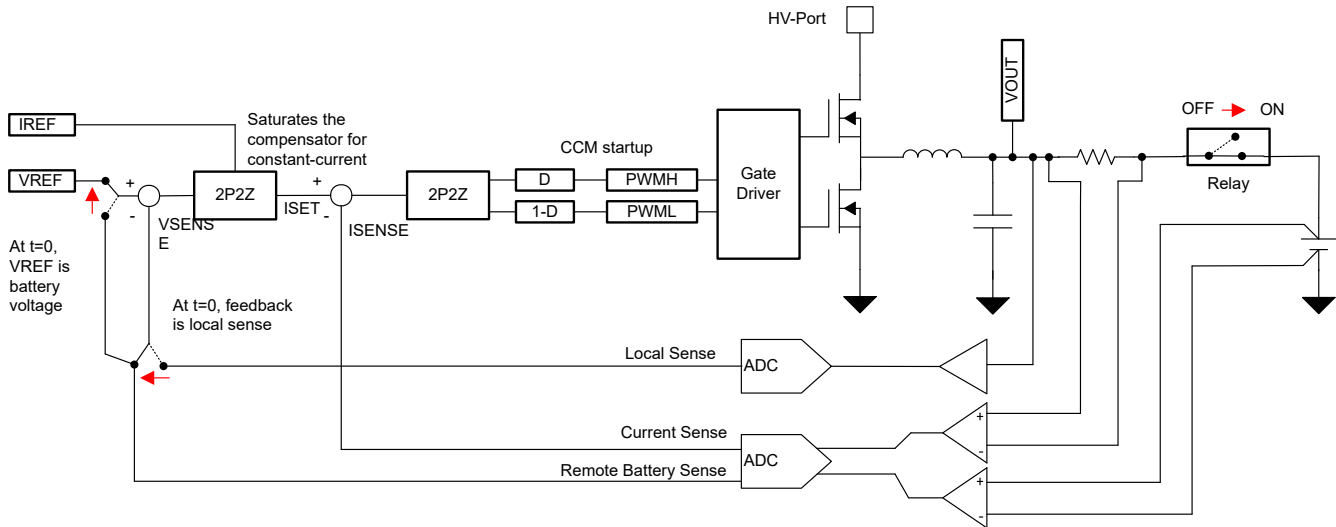 HV-Port
VOUT
OFF
ON
Relay
IREF
Saturates the
compensator for
constant-current
CCM startup
VREF
+
-
2P2Z
ISET
+
-
2P2Z
D
PWMH
1-D
PWML
Gate
Driver
VSENS
E
ISENSE
At t=0,
VREF is
battery
voltage
At t=0, feedback
is local sense
Local Sense
ADC
Current Sense
+
-
Remote Battery Sense
ADC
+
-